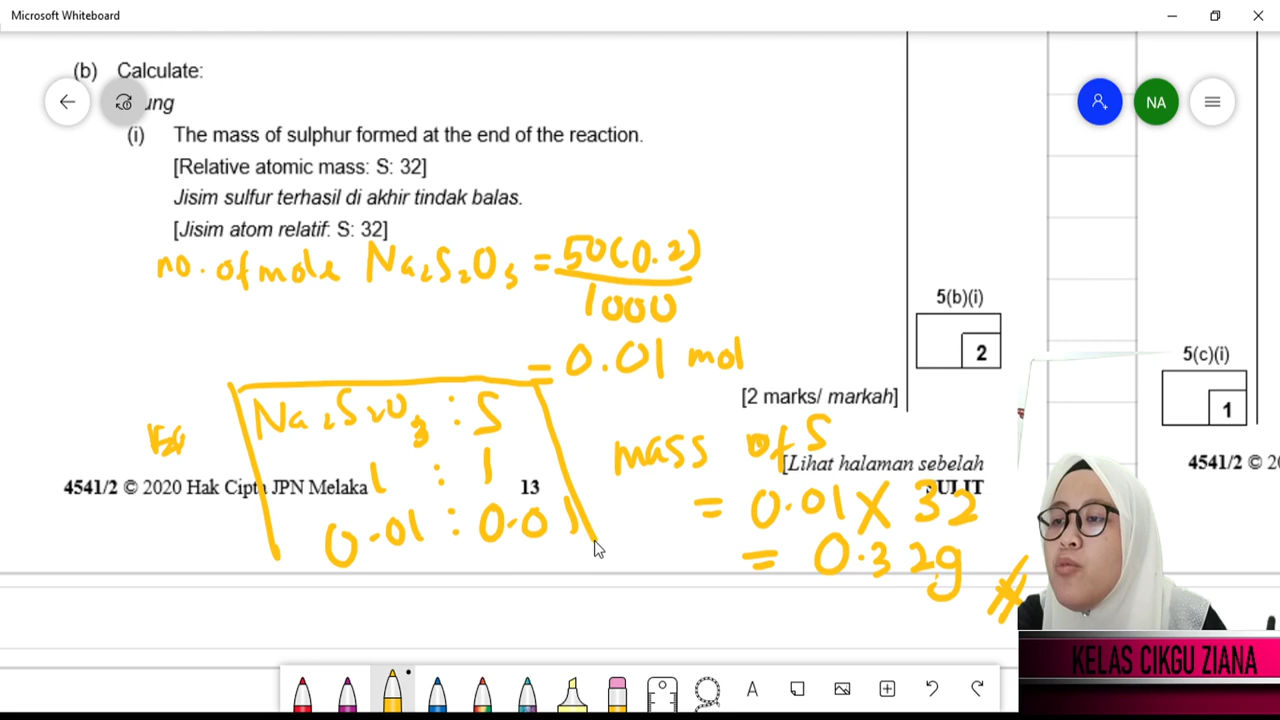 Microsoft Whiteboard
(b) Calculate:
ung
(i) The mass of sulphur formed at the end of the reaction.
[Relative atomic mass: S: 32]
Jisim sulfur terhasil di akhir tindak balas.
[Jisim atom relatif: S: 32]
no. of mole Na₂S₂O₃ = 50(0.2)
1000
= 0.01 mol
[2 marks/ markah]
Na₂S₂O₃ : S
1 : 1
0.01 : 0.01
mass of S
= 0.01 X 32
= 0.32g #
[Lihat halaman sebelah
SULIT
4541/2 © 2020 Hak Cipta JPN Melaka 13
5(b)(i)
2
NA
5(c)(i)
1
4541/2 © 20
KELAS CIKGU ZIANA
A